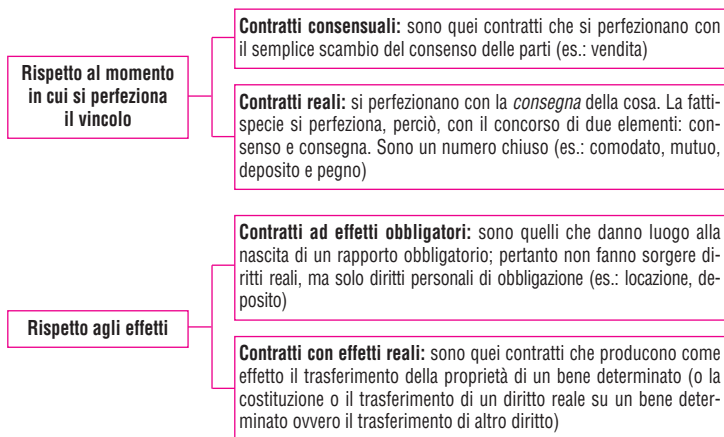 Contratti consensuali: sono quei contratti che si perfezionano con
il semplice scambio del consenso delle parti (es.: vendita)
Rispetto al momento
in cui si perfeziona
il vincolo
Contratti reali: si perfezionano con la consegna della cosa. La fatti-
specie si perfeziona, perciò, con il concorso di due elementi: con-
senso e consegna. Sono un numero chiuso (es.: comodato, mutuo,
deposito e pegno)
Contratti ad effetti obbligatori: sono quelli che danno luogo alla
nascita di un rapporto obbligatorio; pertanto non fanno sorgere di-
ritti reali, ma solo diritti personali di obbligazione (es.: locazione, de-
posito)
Rispetto agli effetti
Contratti con effetti reali: sono quei contratti che producono come
effetto il trasferimento della proprietà di un bene determinato (o la
costituzione o il trasferimento di un diritto reale su un bene deter-
minato ovvero il trasferimento di altro diritto)